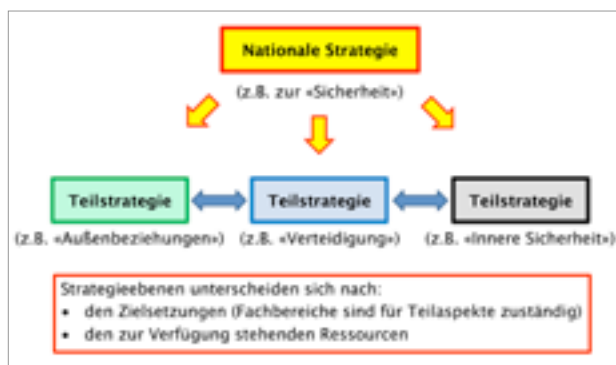 Nationale Strategie
(z.B. zur «Sicherheit»)
Teilstrategie Teilstrategie Teilstrategie
(z.B. «Außenbeziehungen») (z.B. «Verteidigung») (z.B. «Innere Sicherheit»)
Strategieebenen unterscheiden sich nach:
• den Zielsetzungen (Fachbereiche sind für Teilaspekte zuständig)
• den zur Verfügung stehenden Ressourcen